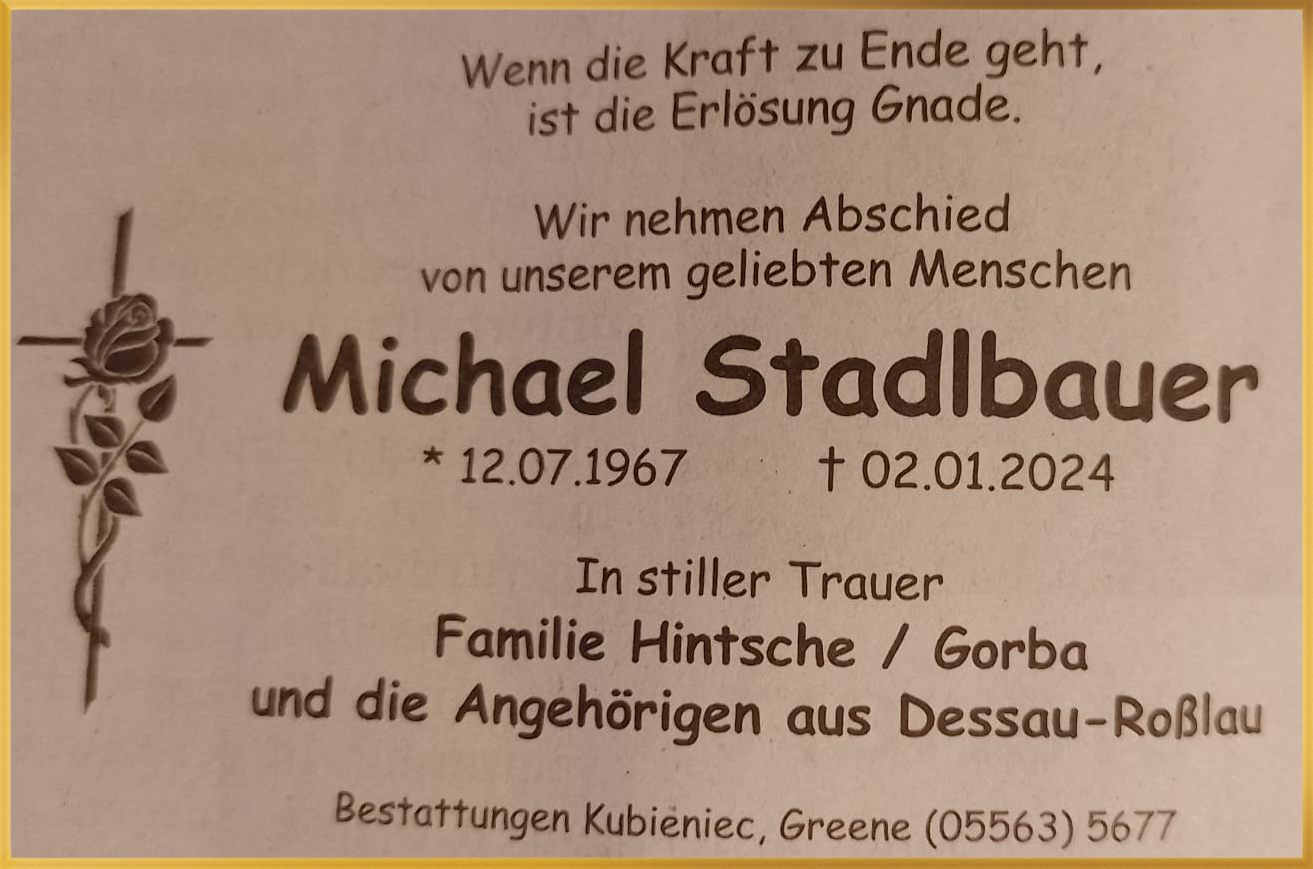 Wenn die Kraft zu Ende geht,
ist die Erlösung Gnade.
Wir nehmen Abschied
von unserem geliebten Menschen
Michael Stadlbauer
* 12.07.1967 † 02.01.2024
In stiller Trauer
Familie Hintsche / Gorba
und die Angehörigen aus Dessau-Roßlau
Bestattungen Kubieniec, Greene (05563) 5677